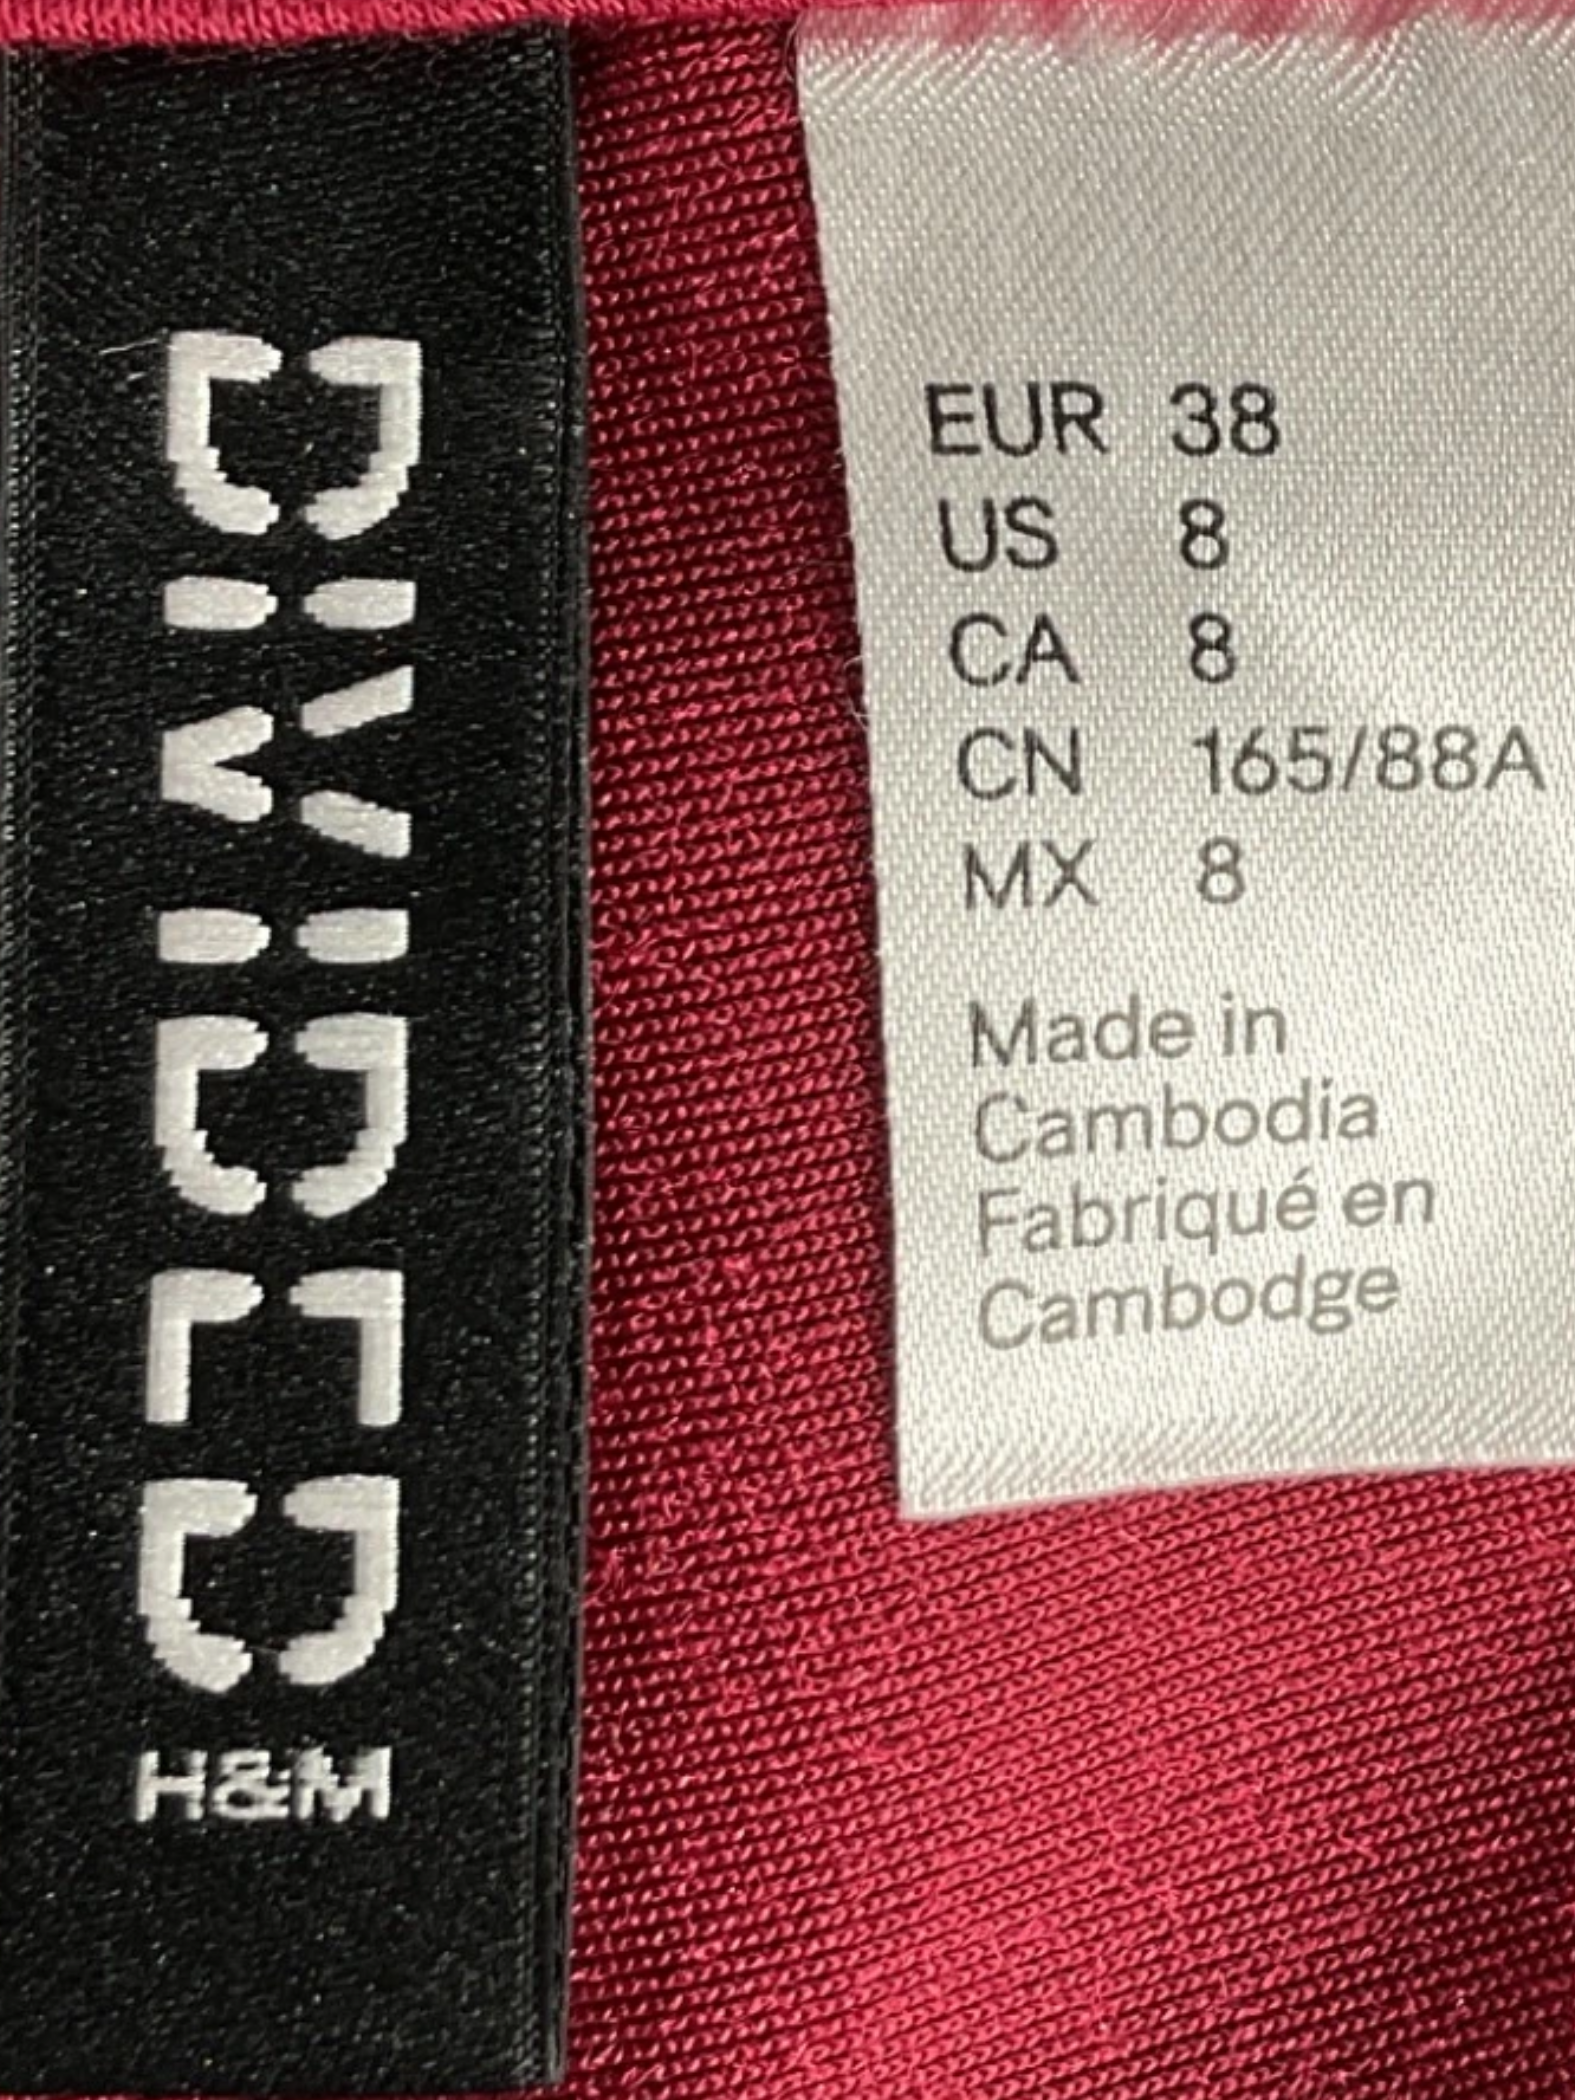 DIVIDED
H&M
EUR 38
US 8
CA 8
CN 165/88A
MX 8
Made in
Cambodia
Fabriqué en
Cambodge